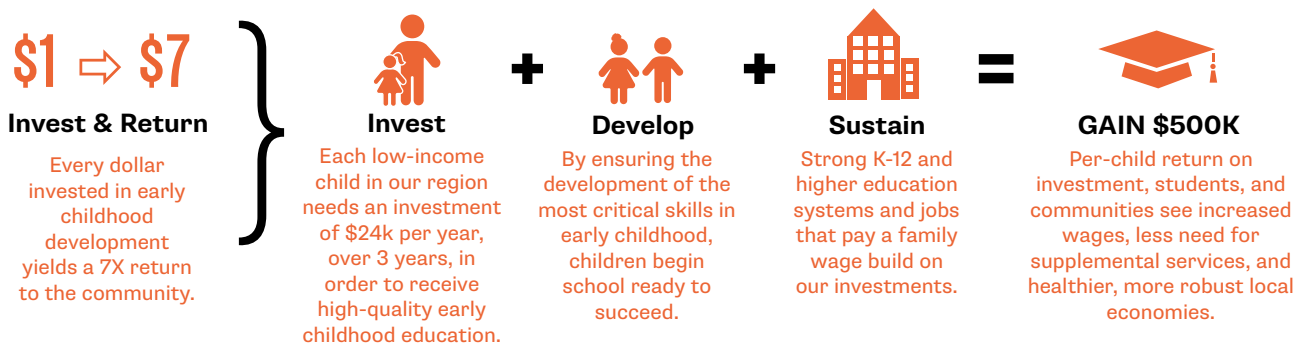 $1 ⇨ $7
Invest & Return
Every dollar
invested in early
childhood
development
yields a 7X return
to the community.
}
Invest
Each low-income
child in our region
needs an investment
of $24k per year,
over 3 years, in
order to receive
high-quality early
childhood education.
+
Develop
By ensuring the
development of the
most critical skills in
early childhood,
children begin
school ready to
succeed.
+
Sustain
Strong K-12 and
higher education
systems and jobs
that pay a family
wage build on
our investments.
=
GAIN $500K
Per-child return on
investment, students, and
communities see increased
wages, less need for
supplemental services, and
healthier, more robust local
economies.